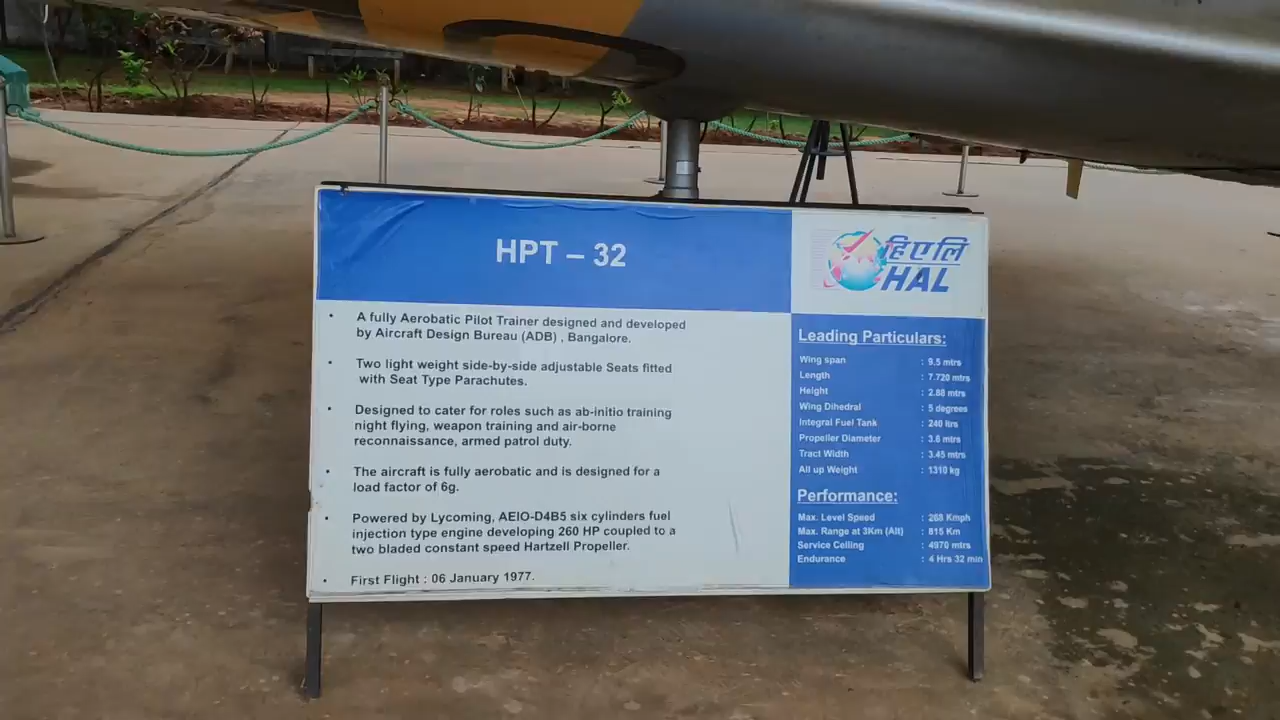 HPT – 32
हिएलि
HAL
• A fully Aerobatic Pilot Trainer designed and developed
by Aircraft Design Bureau (ADB) , Bangalore.
• Two light weight side-by-side adjustable Seats fitted
with Seat Type Parachutes.
• Designed to cater for roles such as ab-initio training
night flying, weapon training and air-borne
reconnaissance, armed patrol duty.
• The aircraft is fully aerobatic and is designed for a
load factor of 6g.
• Powered by Lycoming, AEIO-D4B5 six cylinders fuel
injection type engine developing 260 HP coupled to a
two bladed constant speed Hartzell Propeller.
• First Flight : 06 January 1977.
Leading Particulars:
Wing span : 9.5 mtrs
Length : 7.720 mtrs
Height : 2.88 mtrs
Wing Dihedral : 5 degrees
Integral Fuel Tank : 240 ltrs
Propeller Diameter : 3.6 mtrs
Tract Width : 3.45 mtrs
All up Weight : 1310 kg
Performance:
Max. Level Speed : 268 Kmph
Max. Range at 3Km (Alt) : 815 Km
Service Ceiling : 4970 mtrs
Endurance : 4 Hrs 32 min